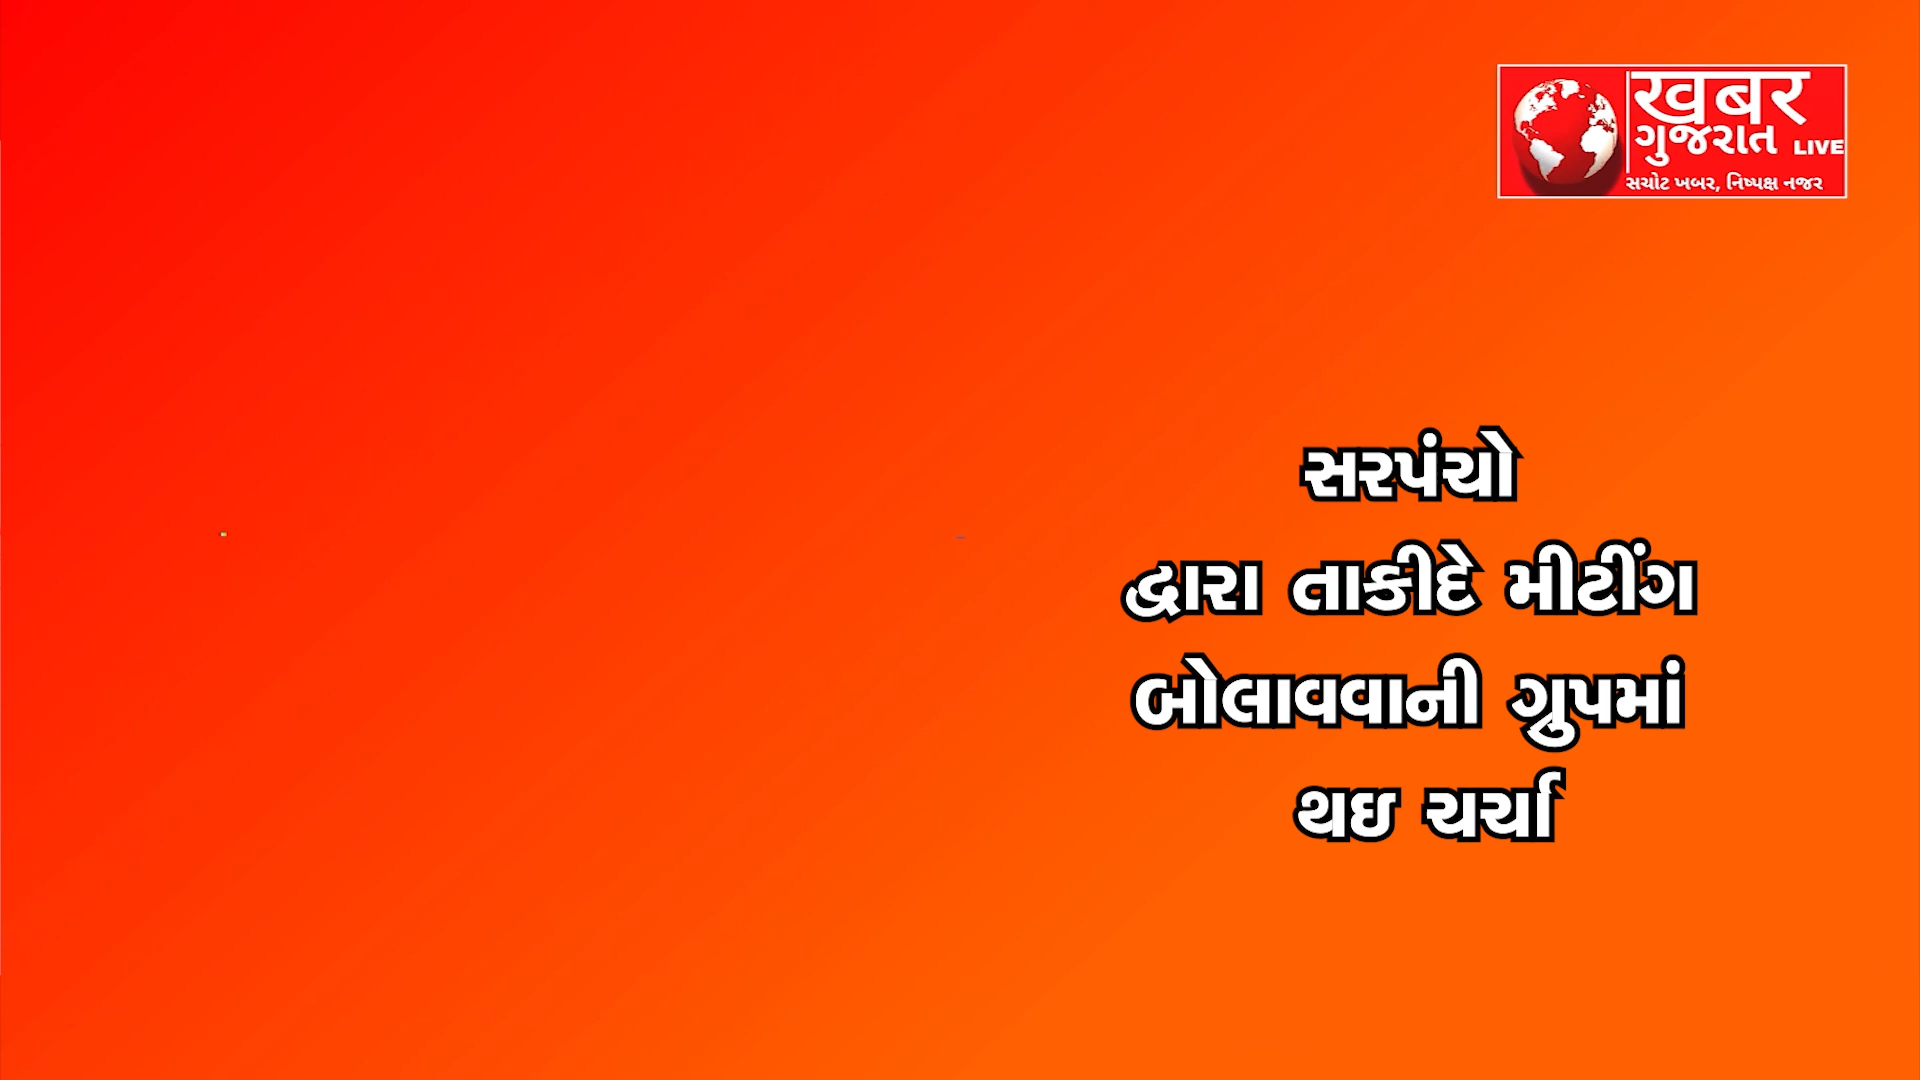 ખબર
ગુજરાત LIVE
સચોટ ખબર, નિષ્પક્ષ નજર
સરપંચો
દ્વારા તાકીદે મીટીંગ
બોલાવવાની ગ્રુપમાં
થઇ ચર્ચા